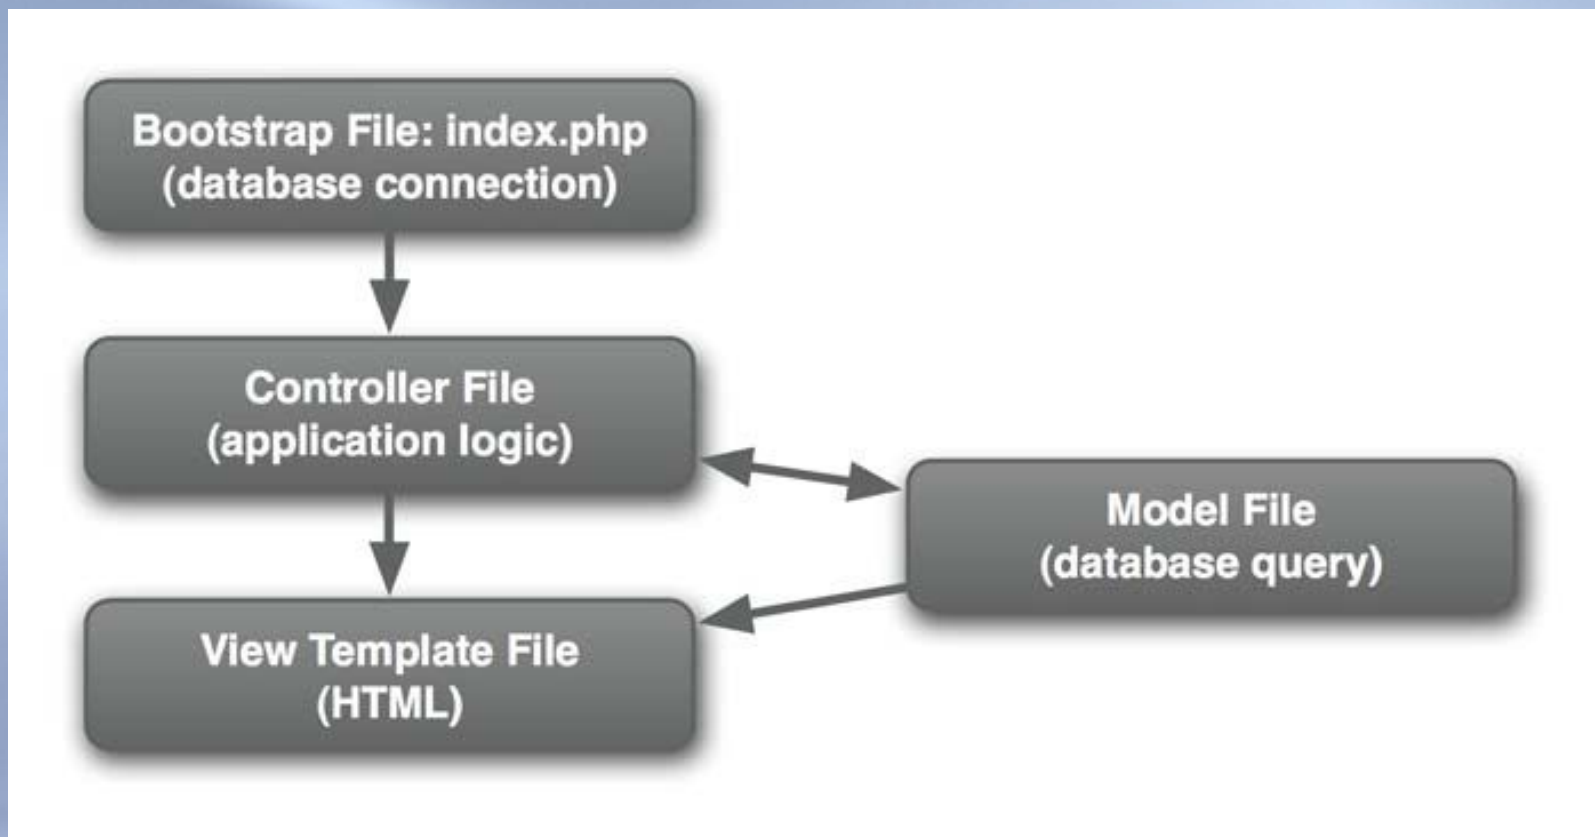 Bootstrap File: index.php
(database connection)
Controller File
(application logic)
Model File
(database query)
View Template File
(HTML)